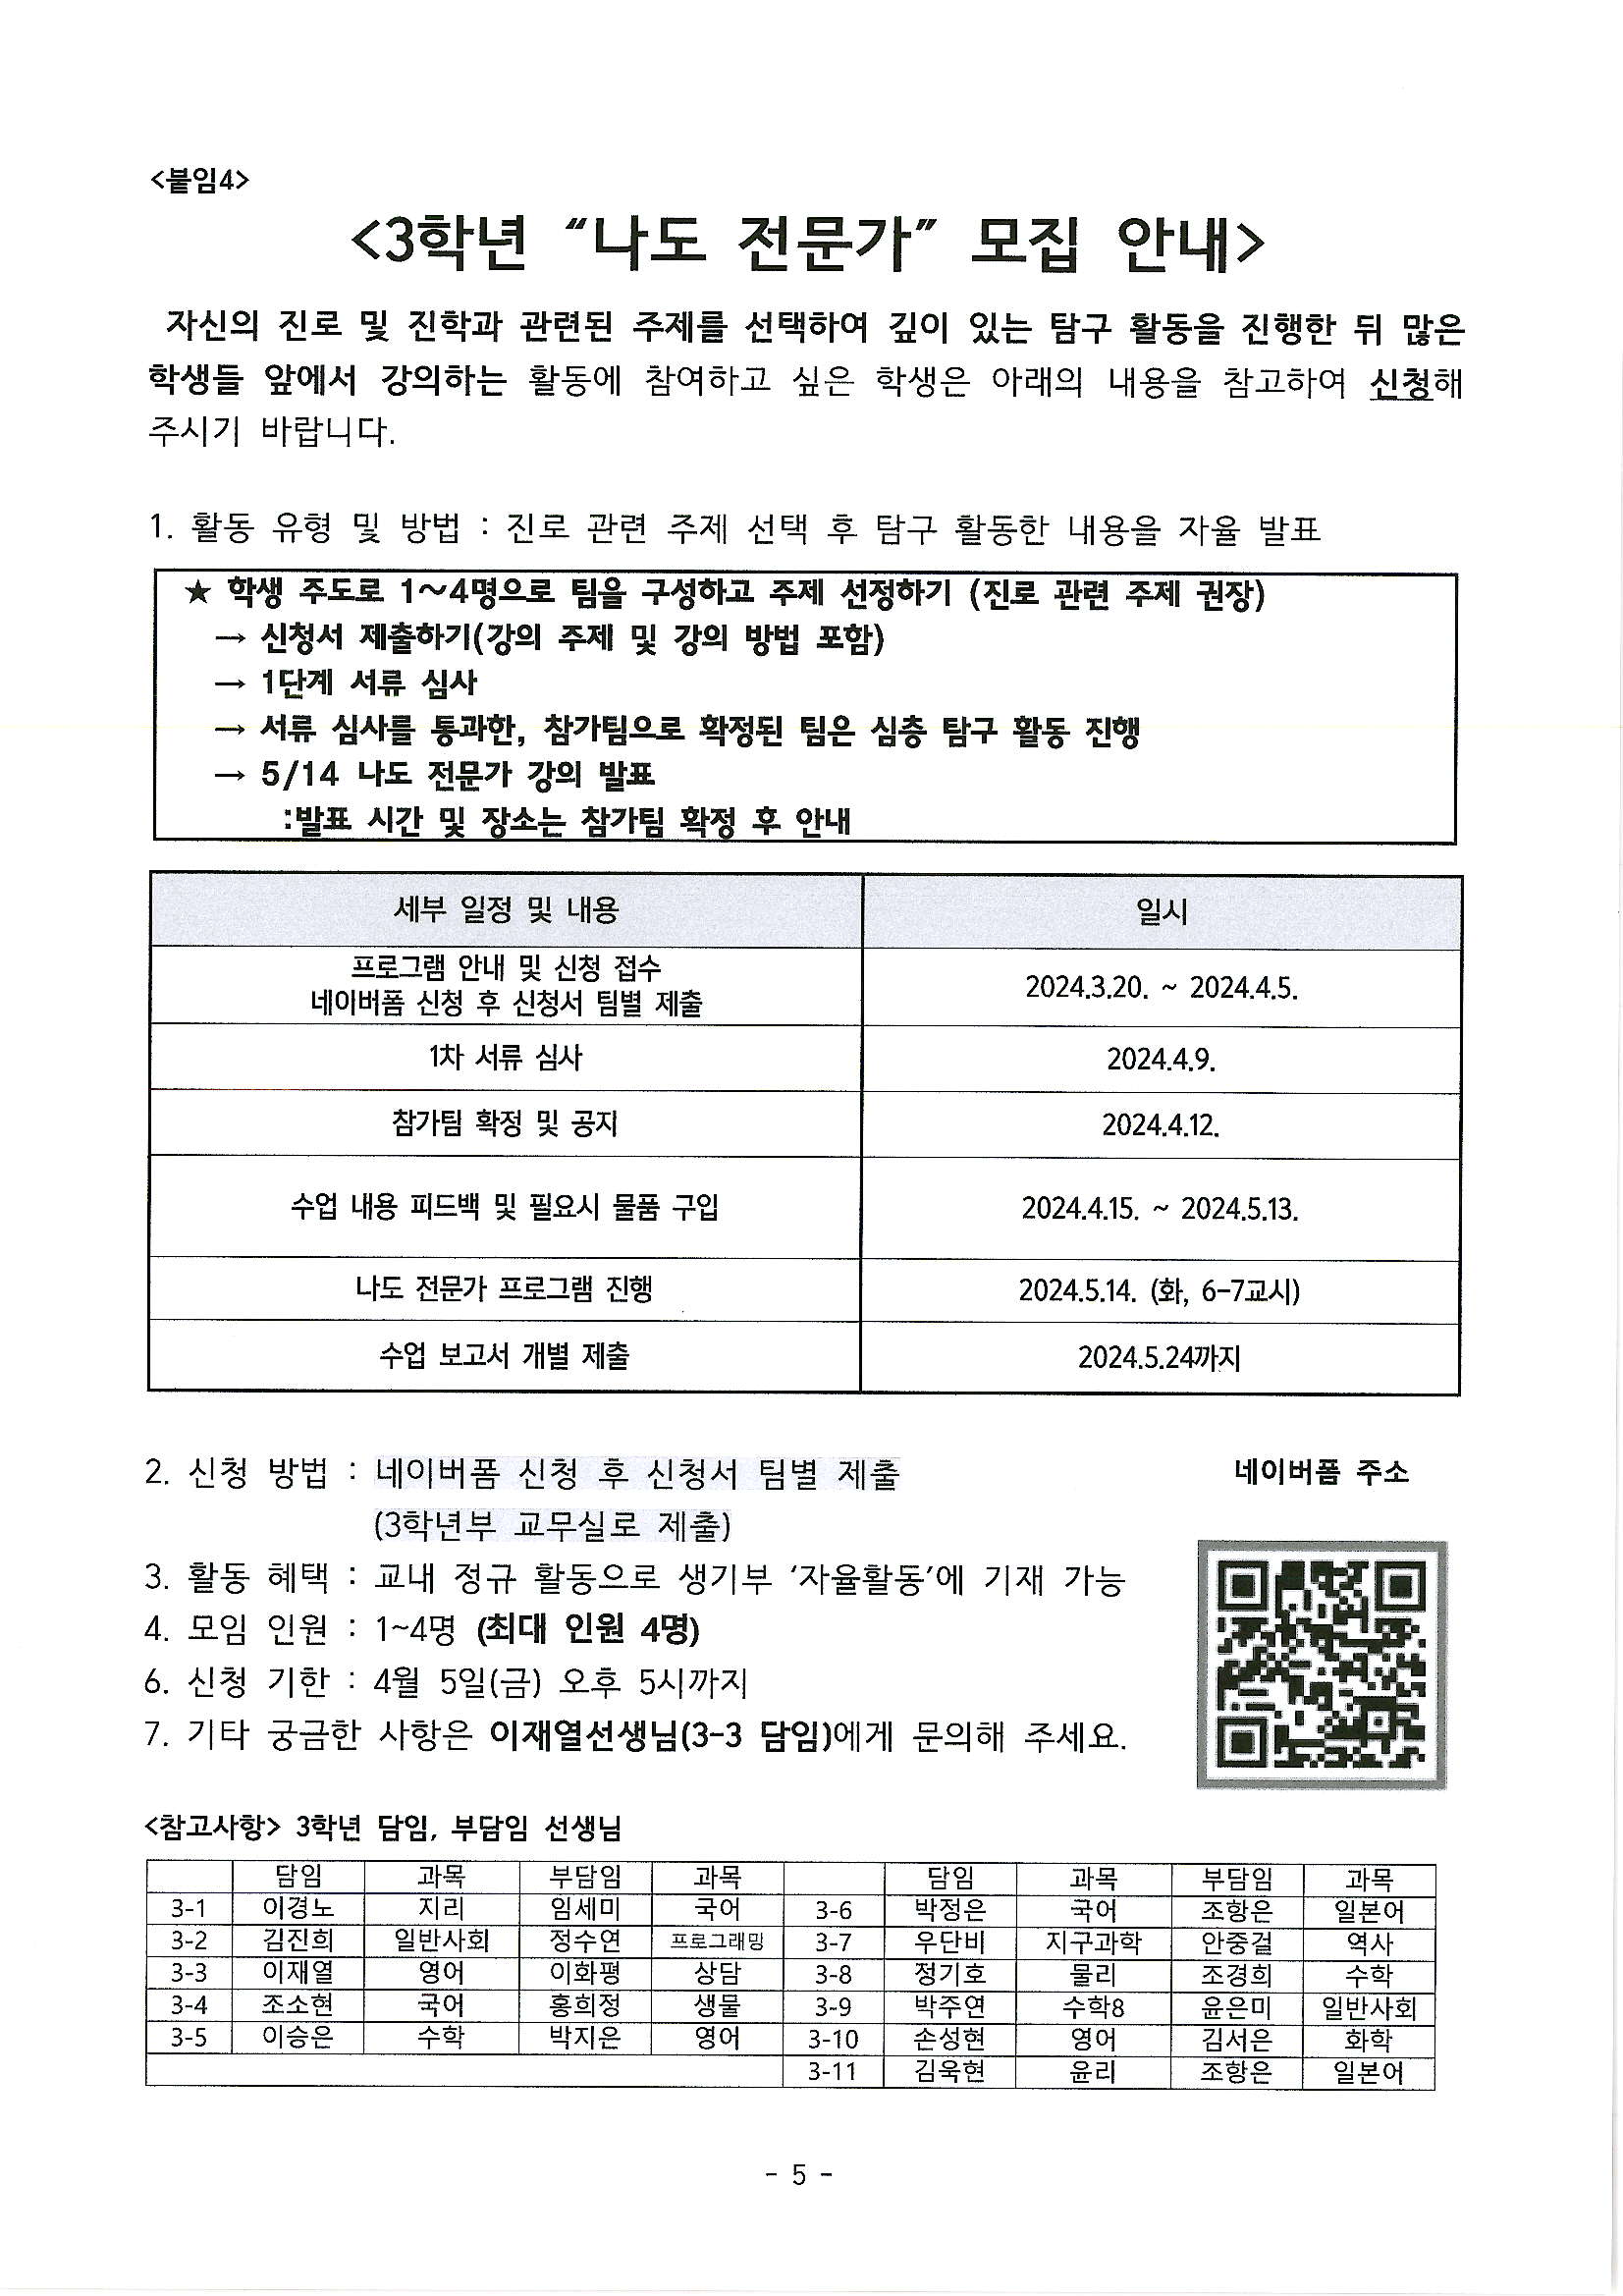 <붙임4>
<3학년 “나도 전문가” 모집 안내>
자신의 진로 및 진학과 관련된 주제를 선택하여 깊이 있는 탐구 활동을 진행한 뒤 많은
학생들 앞에서 강의하는 활동에 참여하고 싶은 학생은 아래의 내용을 참고하여 신청해
주시기 바랍니다.
1. 활동 유형 및 방법 : 진로 관련 주제 선택 후 탐구 활동한 내용을 자율 발표
★ 학생 주도로 1~4명으로 팀을 구성하고 주제 선정하기 (진로 관련 주제 권장)
→ 신청서 제출하기(강의 주제 및 강의 방법 포함)
→ 1단계 서류 심사
→ 서류 심사를 통과한, 참가팀으로 확정된 팀은 심층 탐구 활동 진행
→ 5/14 나도 전문가 강의 발표
:발표 시간 및 장소는 참가팀 확정 후 안내
세부 일정 및 내용 일시
프로그램 안내 및 신청 접수
네이버폼 신청 후 신청서 팀별 제출 2024.3.20. ~ 2024.4.5.
1차 서류 심사 2024.4.9.
참가팀 확정 및 공지 2024.4.12.
수업 내용 피드백 및 필요시 물품 구입 2024.4.15. ~ 2024.5.13.
나도 전문가 프로그램 진행 2024.5.14. (화, 6-7교시)
수업 보고서 개별 제출 2024.5.24까지
2. 신청 방법 : 네이버폼 신청 후 신청서 팀별 제출
(3학년부 교무실로 제출)
네이버폼 주소
3. 활동 혜택 : 교내 정규 활동으로 생기부 ‘자율활동’에 기재 가능
4. 모임 인원 : 1~4명 (최대 인원 4명)
6. 신청 기한 : 4월 5일(금) 오후 5시까지
7. 기타 궁금한 사항은 이재열선생님(3-3 담임)에게 문의해 주세요.
<참고사항> 3학년 담임, 부담임 선생님
담임 과목 부담임 과목 담임 과목 부담임 과목
3-1 이경노 지리 임세미 국어 3-6 박정은 국어 조항은 일본어
3-2 김진희 일반사회 정수연 프로그래밍 3-7 우단비 지구과학 안중걸 역사
3-3 이재열 영어 이화평 상담 3-8 정기호 물리 조경희 수학
3-4 조소현 국어 홍희정 생물 3-9 박주연 수학8 윤은미 일반사회
3-5 이승은 수학 박지은 영어 3-10 손성현 영어 김서은 화학
3-11 김욱현 윤리 조항은 일본어
- 5 -